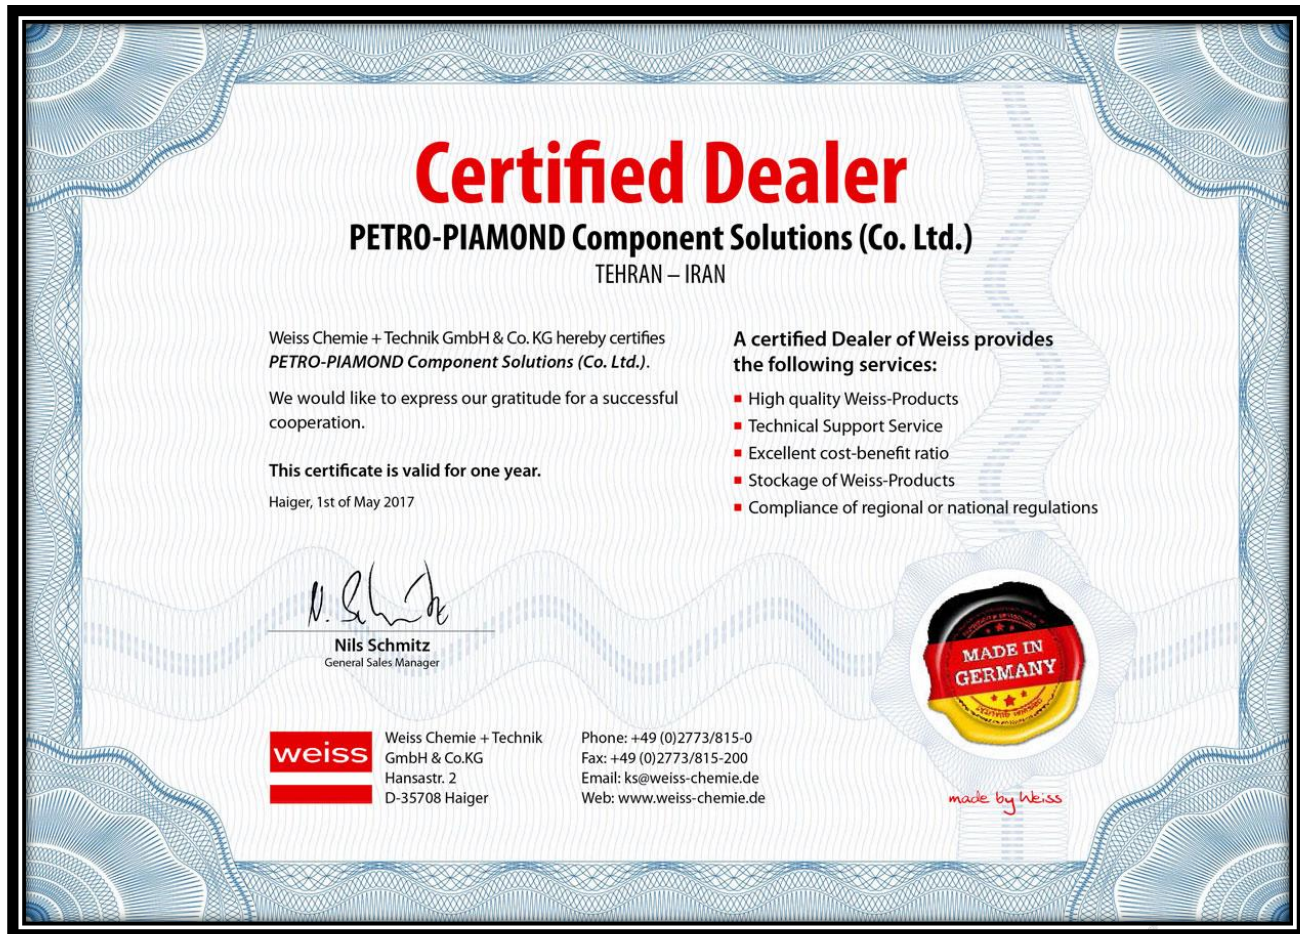 Certified Dealer
PETRO-PIAMOND Component Solutions (Co. Ltd.)
TEHRAN – IRAN
Weiss Chemie + Technik GmbH & Co. KG hereby certifies
PETRO-PIAMOND Component Solutions (Co. Ltd.).
We would like to express our gratitude for a successful
cooperation.
This certificate is valid for one year.
Haiger, 1st of May 2017
A certified Dealer of Weiss provides
the following services:
High quality Weiss-Products
Technical Support Service
Excellent cost-benefit ratio
Stockage of Weiss-Products
Compliance of regional or national regulations
N. Schmitz
Nils Schmitz
General Sales Manager
weiss
Weiss Chemie + Technik
GmbH & Co.KG
Hansastr. 2
D-35708 Haiger
Phone: +49 (0)2773/815-0
Fax: +49 (0)2773/815-200
Email: ks@weiss-chemie.de
Web: www.weiss-chemie.de
MADE IN
GERMANY
made by Weiss